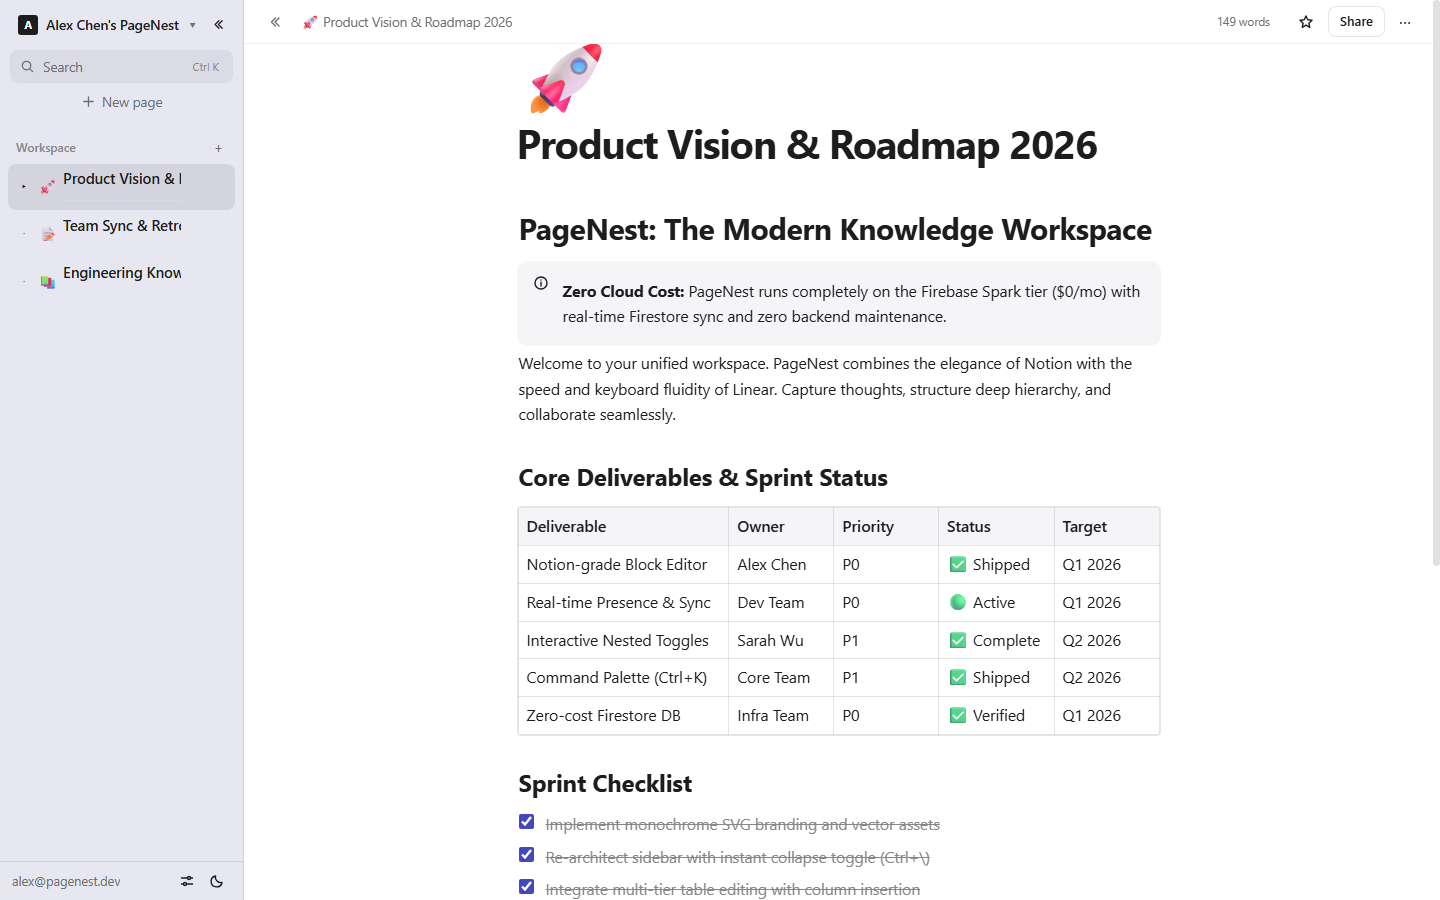 A Alex Chen's PageNest
Search Ctrl K
New page
Workspace
Product Vision &
Team Sync & Retr
Engineering Know
alex@pagenest.dev
Product Vision & Roadmap 2026
149 words
Share
Product Vision & Roadmap 2026
PageNest: The Modern Knowledge Workspace
Zero Cloud Cost: PageNest runs completely on the Firebase Spark tier ($0/mo) with
real-time Firestore sync and zero backend maintenance.
Welcome to your unified workspace. PageNest combines the elegance of Notion with the
speed and keyboard fluidity of Linear. Capture thoughts, structure deep hierarchy, and
collaborate seamlessly.
Core Deliverables & Sprint Status
Deliverable Owner Priority Status Target
Notion-grade Block Editor Alex Chen P0 ✅ Shipped Q1 2026
Real-time Presence & Sync Dev Team P0 🟢 Active Q1 2026
Interactive Nested Toggles Sarah Wu P1 ✅ Complete Q2 2026
Command Palette (Ctrl+K) Core Team P1 ✅ Shipped Q2 2026
Zero-cost Firestore DB Infra Team P0 ✅ Verified Q1 2026
Sprint Checklist
Implement monochrome SVG branding and vector assets
Re-architect sidebar with instant collapse toggle (Ctrl+\)
Integrate multi-tier table editing with column insertion